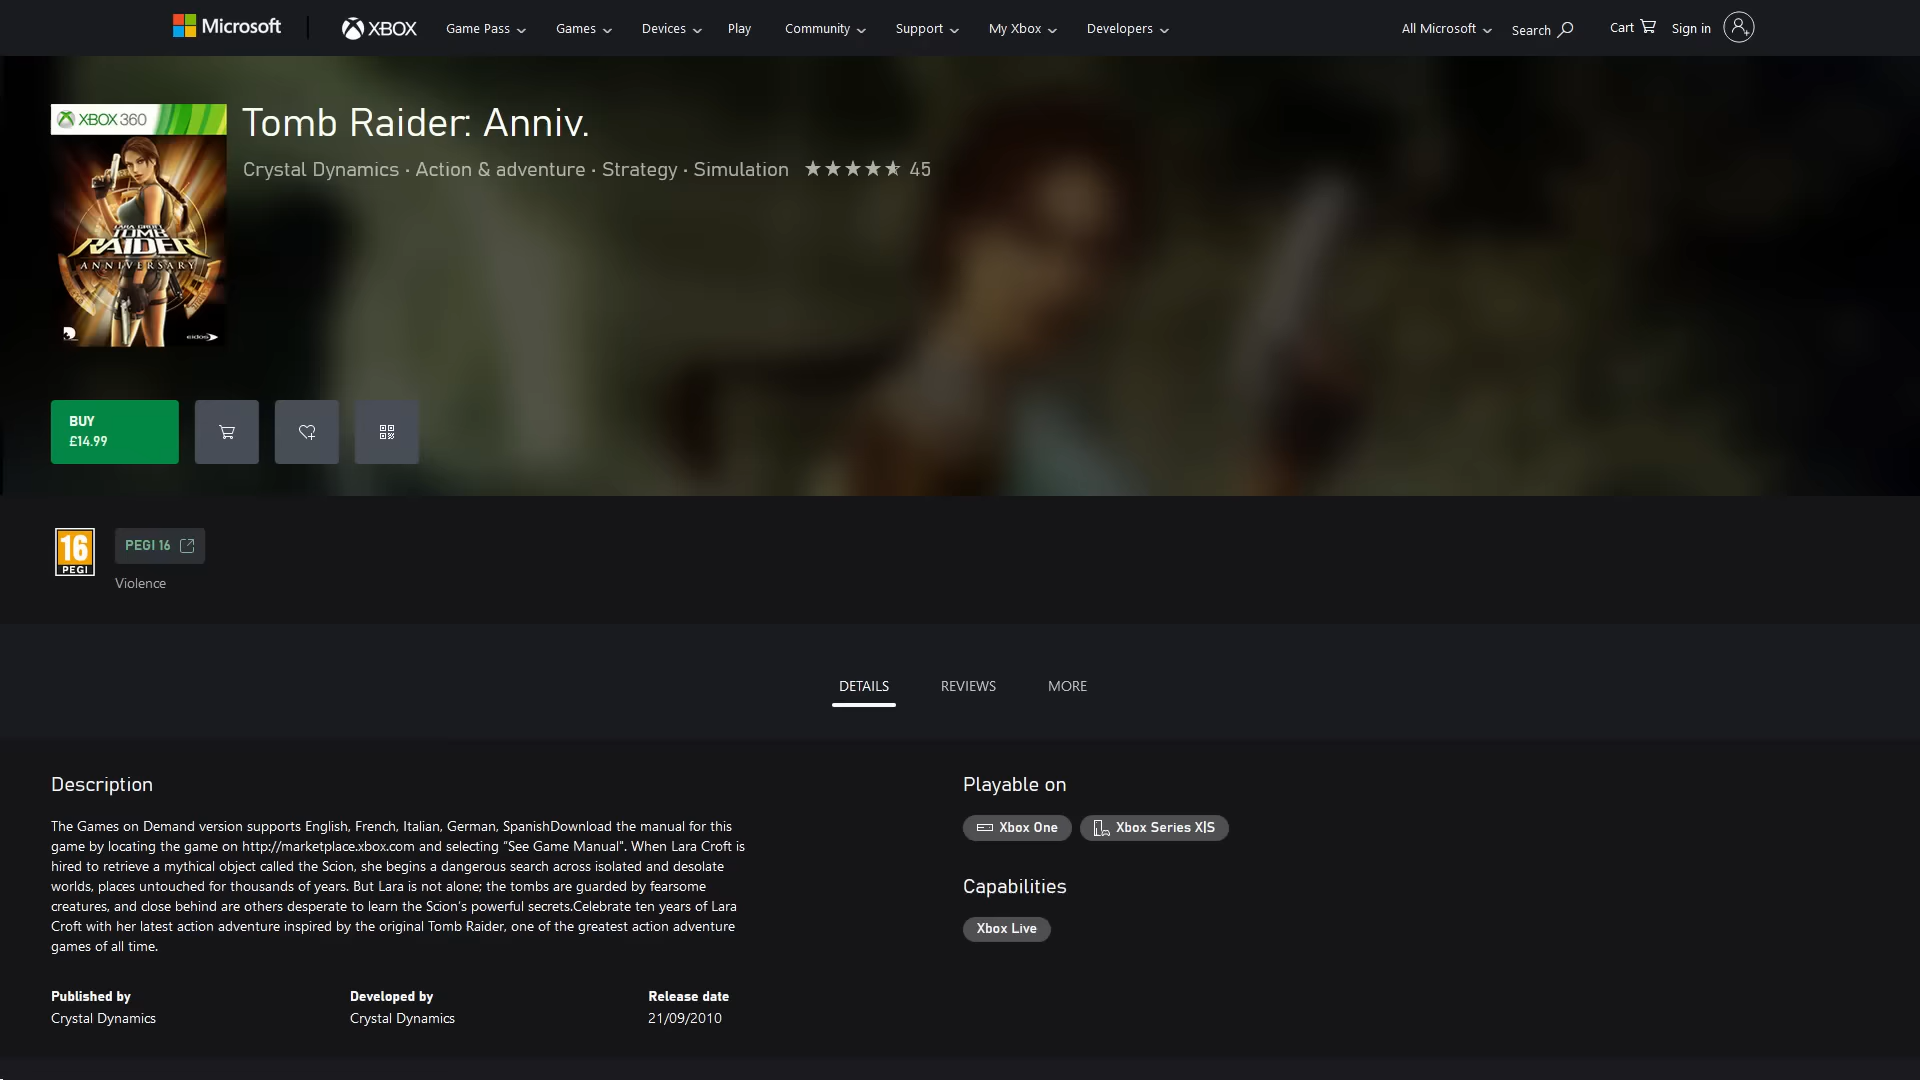 Microsoft
XBOX
Game Pass
Games
Devices
Play
Community
Support
My Xbox
Developers
All Microsoft
Search
Cart
Sign in
XBOX 360
LARA CROFT
TOMB
RAIDER
ANNIVERSARY
eidos
Tomb Raider: Anniv.
Crystal Dynamics • Action & adventure • Strategy • Simulation 45
BUY
£14.99
16
PEGI
PEGI 16
Violence
DETAILS
REVIEWS
MORE
Description
The Games on Demand version supports English, French, Italian, German, SpanishDownload the manual for this
game by locating the game on http://marketplace.xbox.com and selecting “See Game Manual". When Lara Croft is
hired to retrieve a mythical object called the Scion, she begins a dangerous search across isolated and desolate
worlds, places untouched for thousands of years. But Lara is not alone; the tombs are guarded by fearsome
creatures, and close behind are others desperate to learn the Scion’s powerful secrets.Celebrate ten years of Lara
Croft with her latest action adventure inspired by the original Tomb Raider, one of the greatest action adventure
games of all time.
Published by
Crystal Dynamics
Developed by
Crystal Dynamics
Release date
21/09/2010
Playable on
Xbox One
Xbox Series X|S
Capabilities
Xbox Live